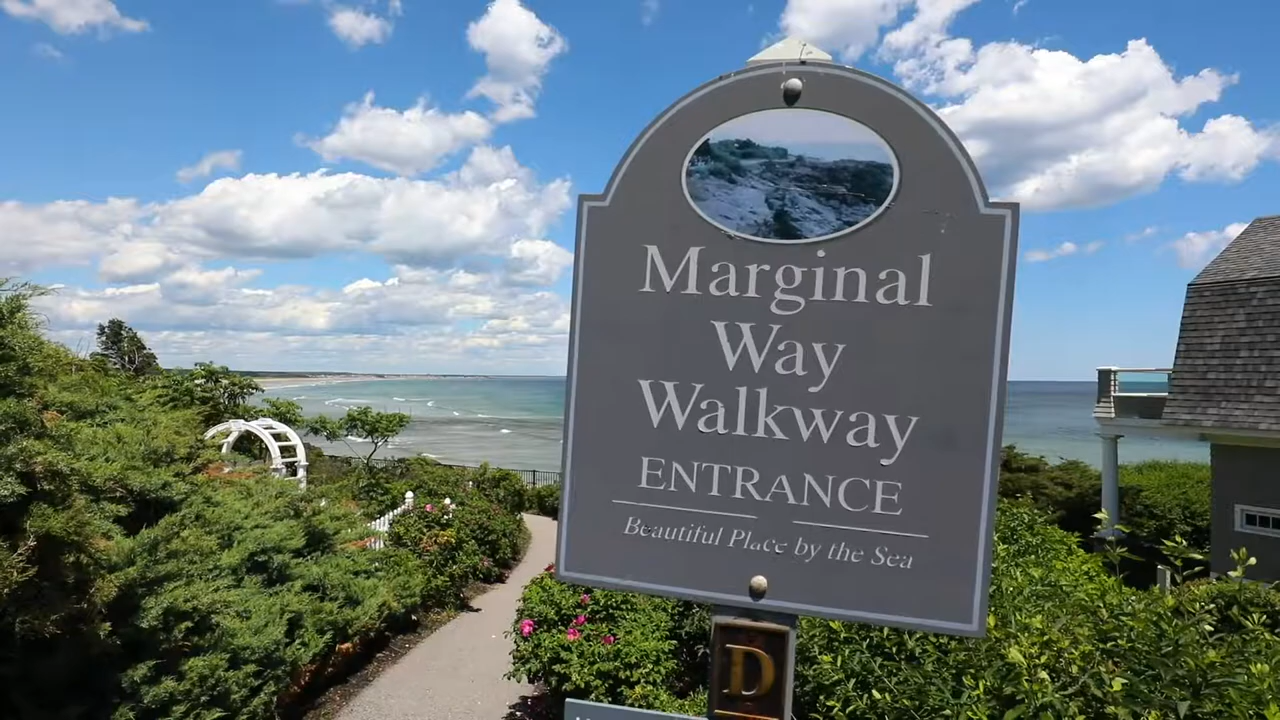 Marginal
Way
Walkway
ENTRANCE
Beautiful Place by the Sea
D